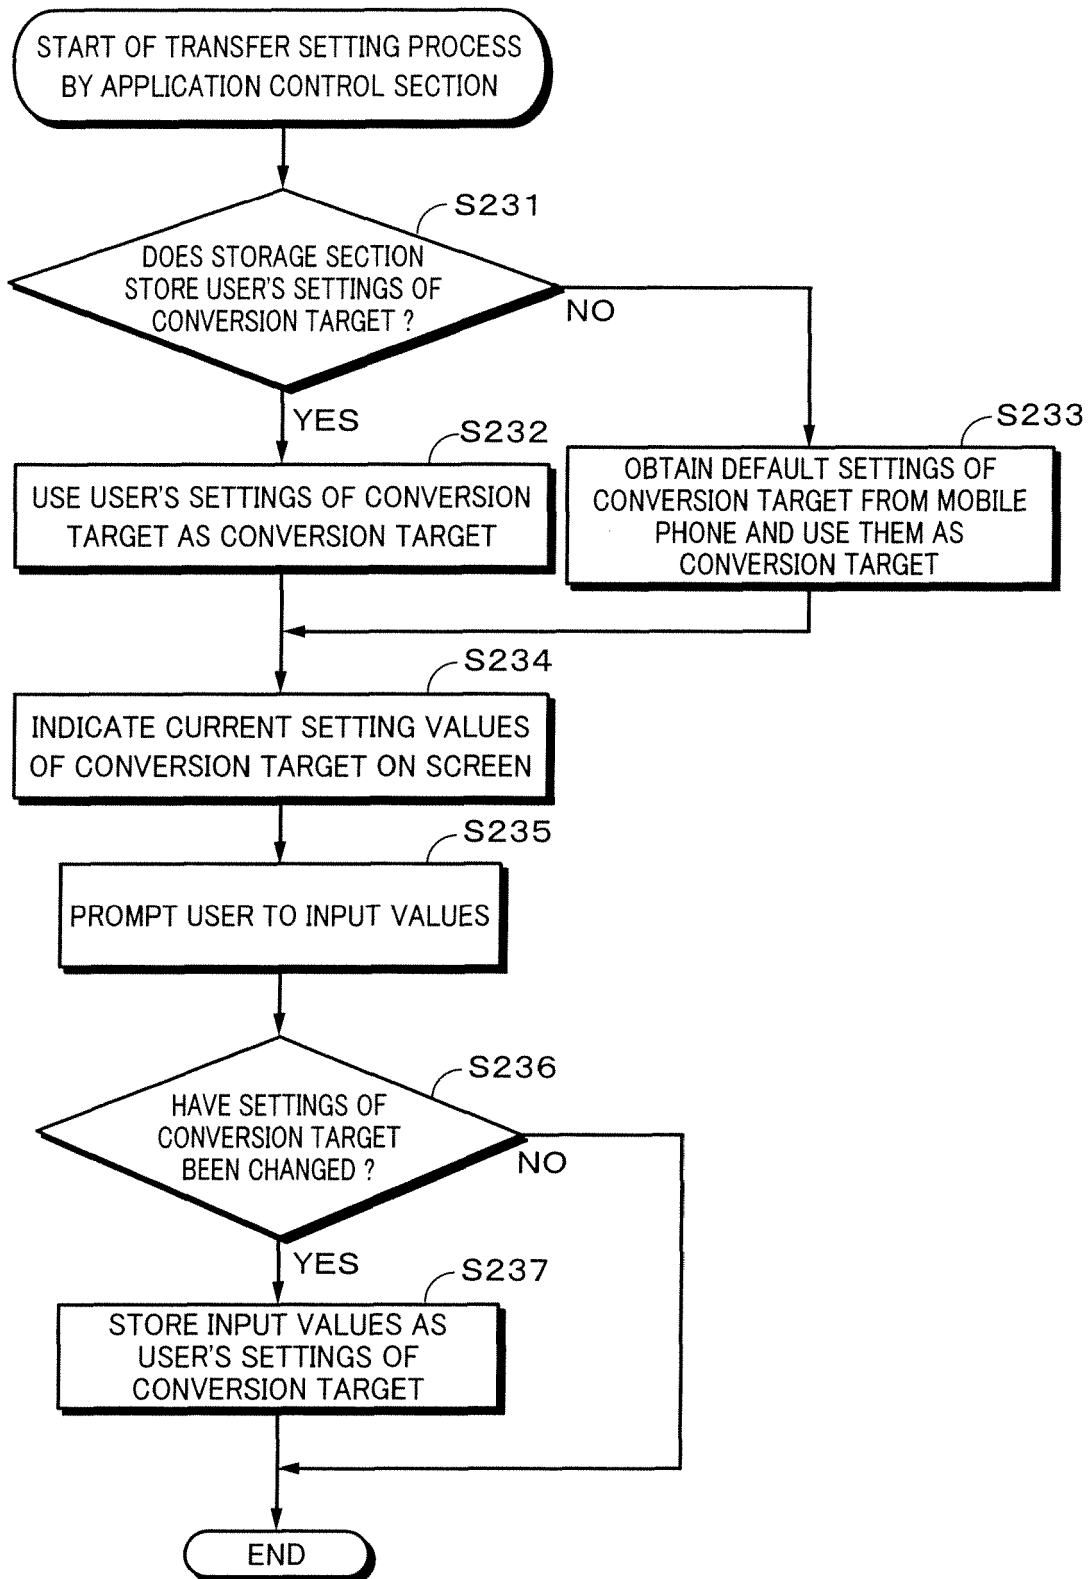 START OF TRANSFER SETTING PROCESS
BY APPLICATION CONTROL SECTION
S231
DOES STORAGE SECTION
STORE USER'S SETTINGS OF
CONVERSION TARGET ?
NO
YES
S232
USE USER'S SETTINGS OF CONVERSION
TARGET AS CONVERSION TARGET
S233
OBTAIN DEFAULT SETTINGS OF
CONVERSION TARGET FROM MOBILE
PHONE AND USE THEM AS
CONVERSION TARGET
S234
INDICATE CURRENT SETTING VALUES
OF CONVERSION TARGET ON SCREEN
S235
PROMPT USER TO INPUT VALUES
S236
HAVE SETTINGS OF
CONVERSION TARGET
BEEN CHANGED ?
NO
YES
S237
STORE INPUT VALUES AS
USER'S SETTINGS OF
CONVERSION TARGET
END